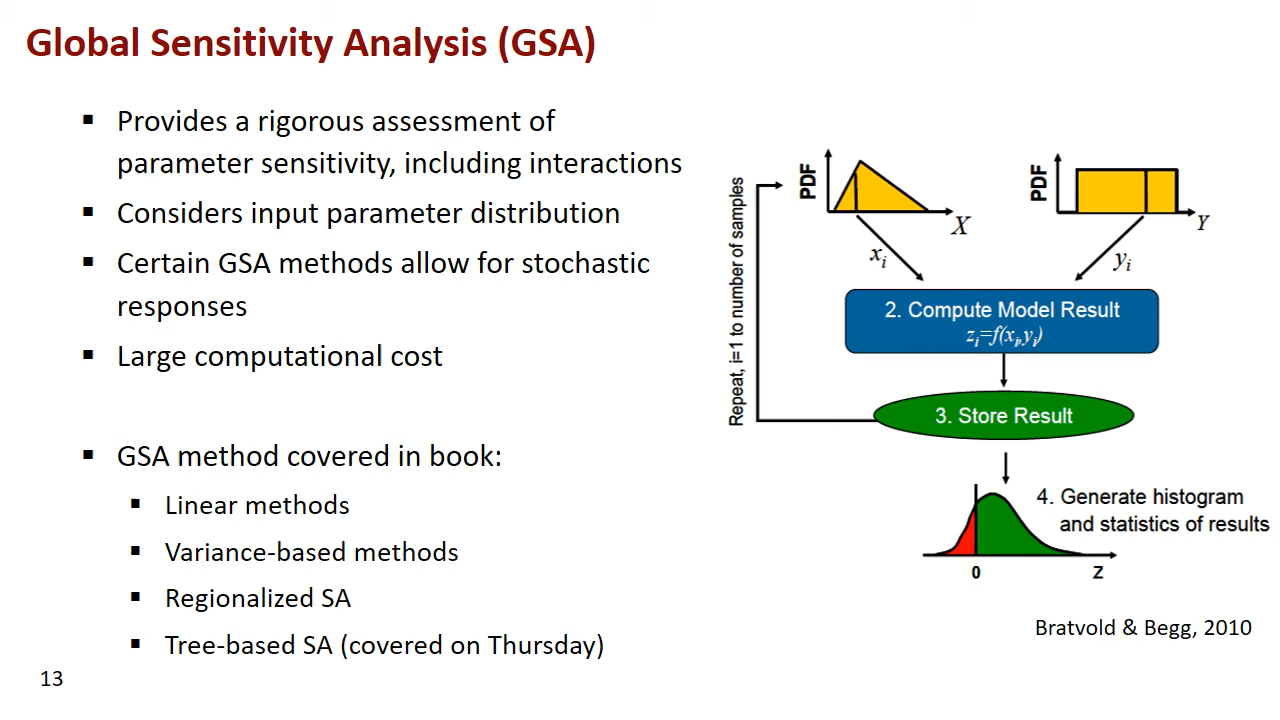 Global Sensitivity Analysis (GSA)
▪ Provides a rigorous assessment of
parameter sensitivity, including interactions
▪ Considers input parameter distribution
▪ Certain GSA methods allow for stochastic
responses
▪ Large computational cost
▪ GSA method covered in book:
▪ Linear methods
▪ Variance-based methods
▪ Regionalized SA
▪ Tree-based SA (covered on Thursday)
13
Repeat, i=1 to number of samples
PDF
X
PDF
Y
xi
yi
2. Compute Model Result
zi=f(xi,yi)
3. Store Result
4. Generate histogram
and statistics of results
0
Z
Bratvold & Begg, 2010